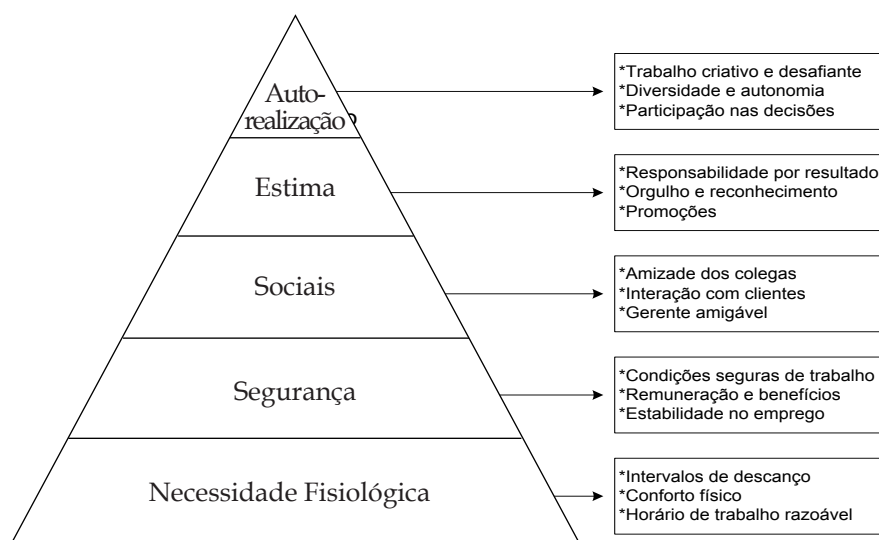 Auto-
realização
*Trabalho criativo e desafiante
*Diversidade e autonomia
*Participação nas decisões
Estima
*Responsabilidade por resultado
*Orgulho e reconhecimento
*Promoções
Sociais
*Amizade dos colegas
*Interação com clientes
*Gerente amigável
Segurança
*Condições seguras de trabalho
*Remuneração e benefícios
*Estabilidade no emprego
Necessidade Fisiológica
*Intervalos de descanço
*Conforto físico
*Horário de trabalho razoável